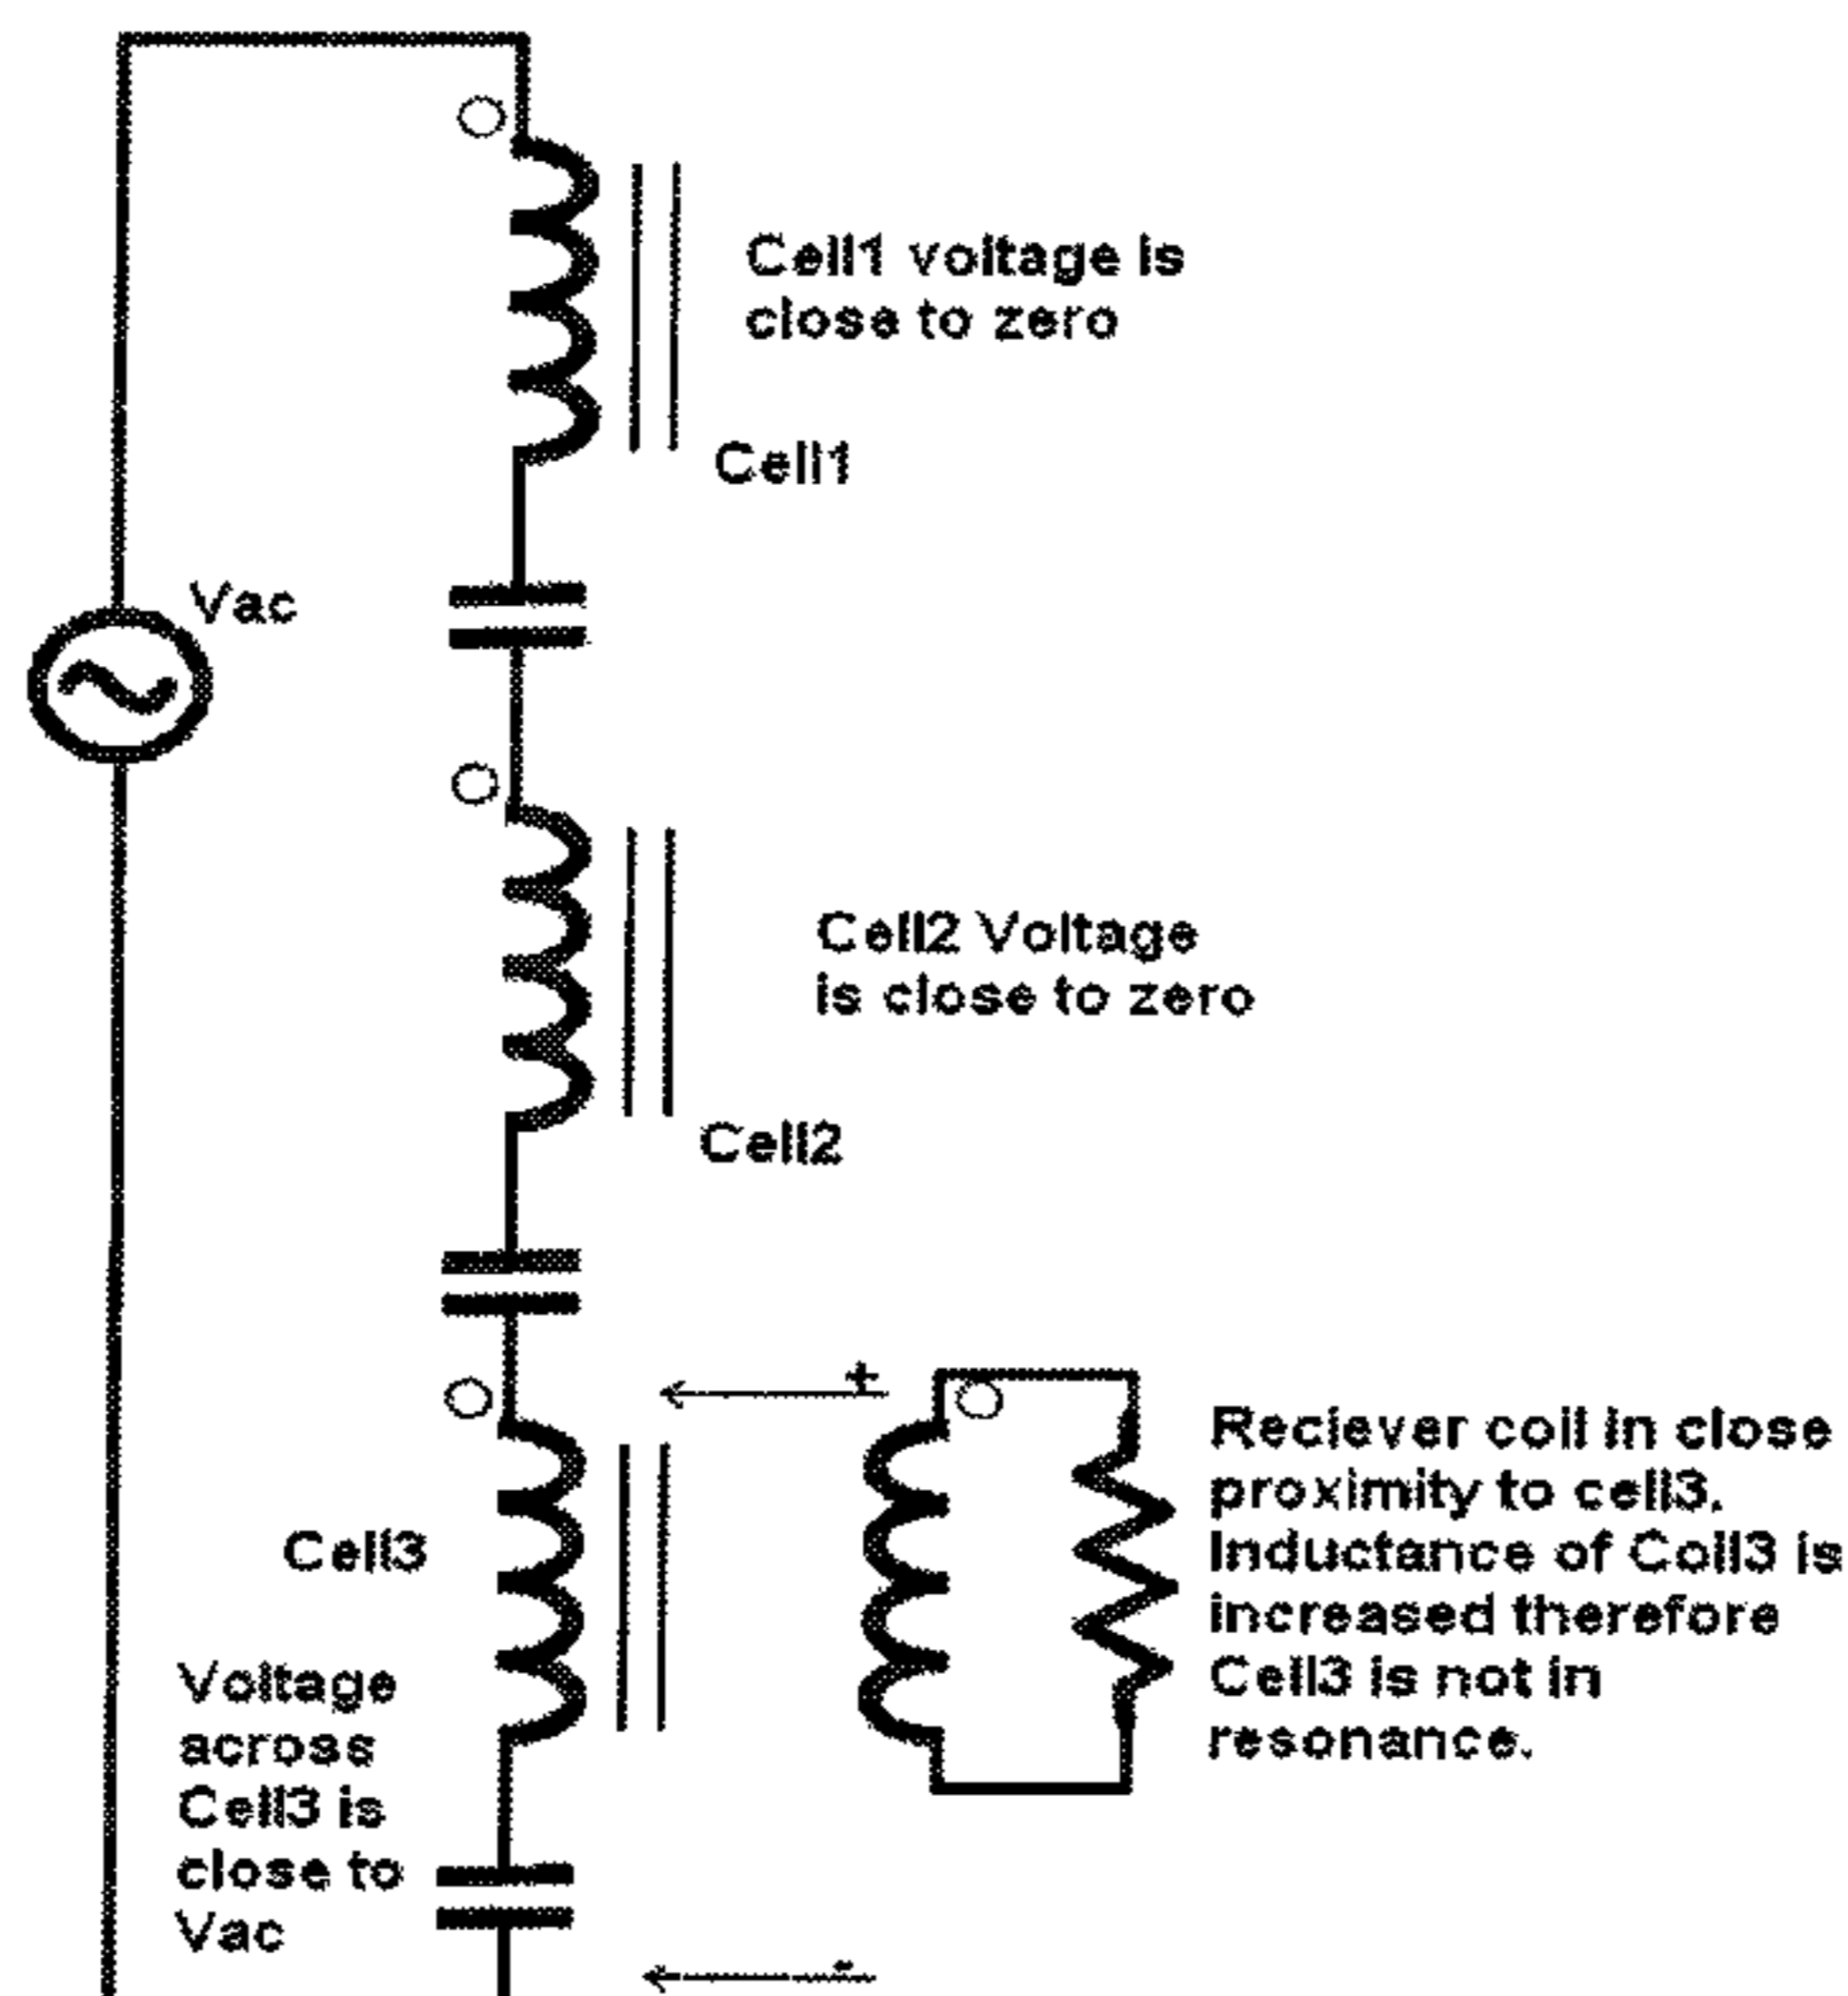 Cell1 voltage is
close to zero
Cell1
Vac
Cell2 Voltage
is close to zero
Cell2
+
Reciever coil in close
proximity to cell3.
Inductance of Coil3 is
increased therefore
Cell3 is not in
resonance.
Cell3
Voltage
across
Cell3 is
close to
Vac
-